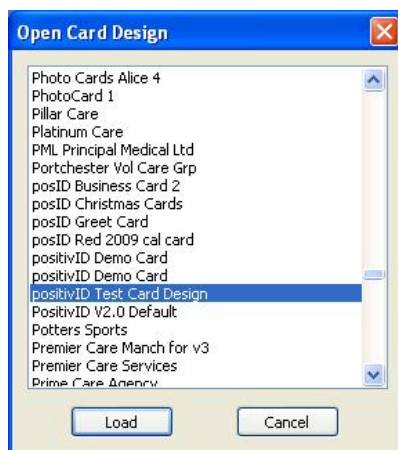 Open Card Design
Photo Cards Alice 4
PhotoCard 1
Pillar Care
Platinum Care
PML Principal Medical Ltd
Portchester Vol Care Grp
posID Business Card 2
posID Christmas Cards
posID Greet Card
posID Red 2009 cal card
positivID Demo Card
positivID Demo Card
positivID Test Card Design
PositivID V2.0 Default
Potters Sports
Premier Care Manch for v3
Premier Care Services
Prime Care Agency
Load Cancel